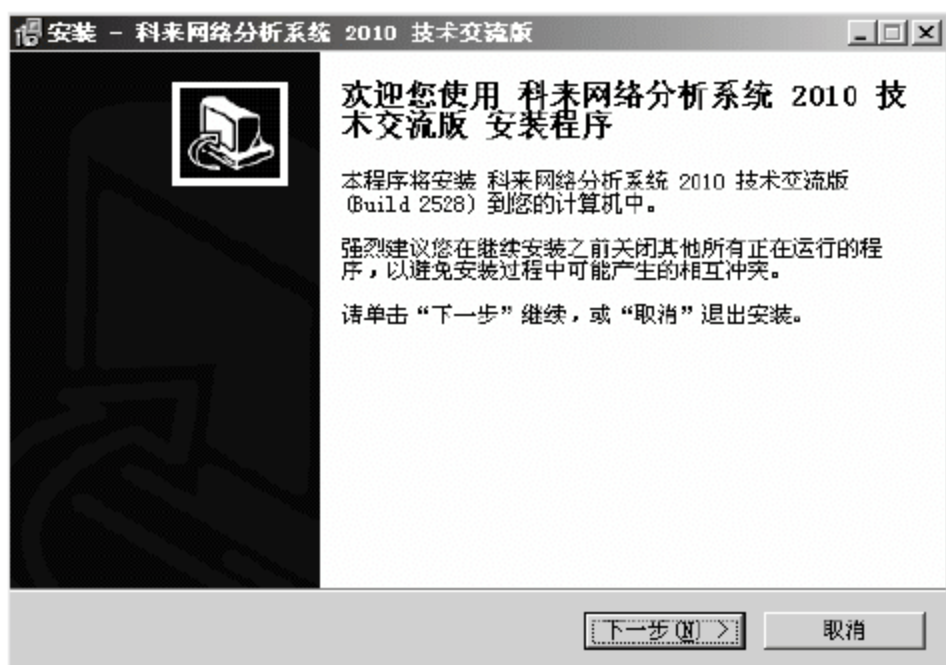 安装 - 科来网络分析系统 2010 技术交流版
欢迎您使用 科来网络分析系统 2010 技
术交流版 安装程序
本程序将安装 科来网络分析系统 2010 技术交流版
(Build 2528) 到您的计算机中。
强烈建议您在继续安装之前关闭其他所有正在运行的程
序，以避免安装过程中可能产生的相互冲突。
请单击“下一步”继续，或“取消”退出安装。
下一步(N) >
取消